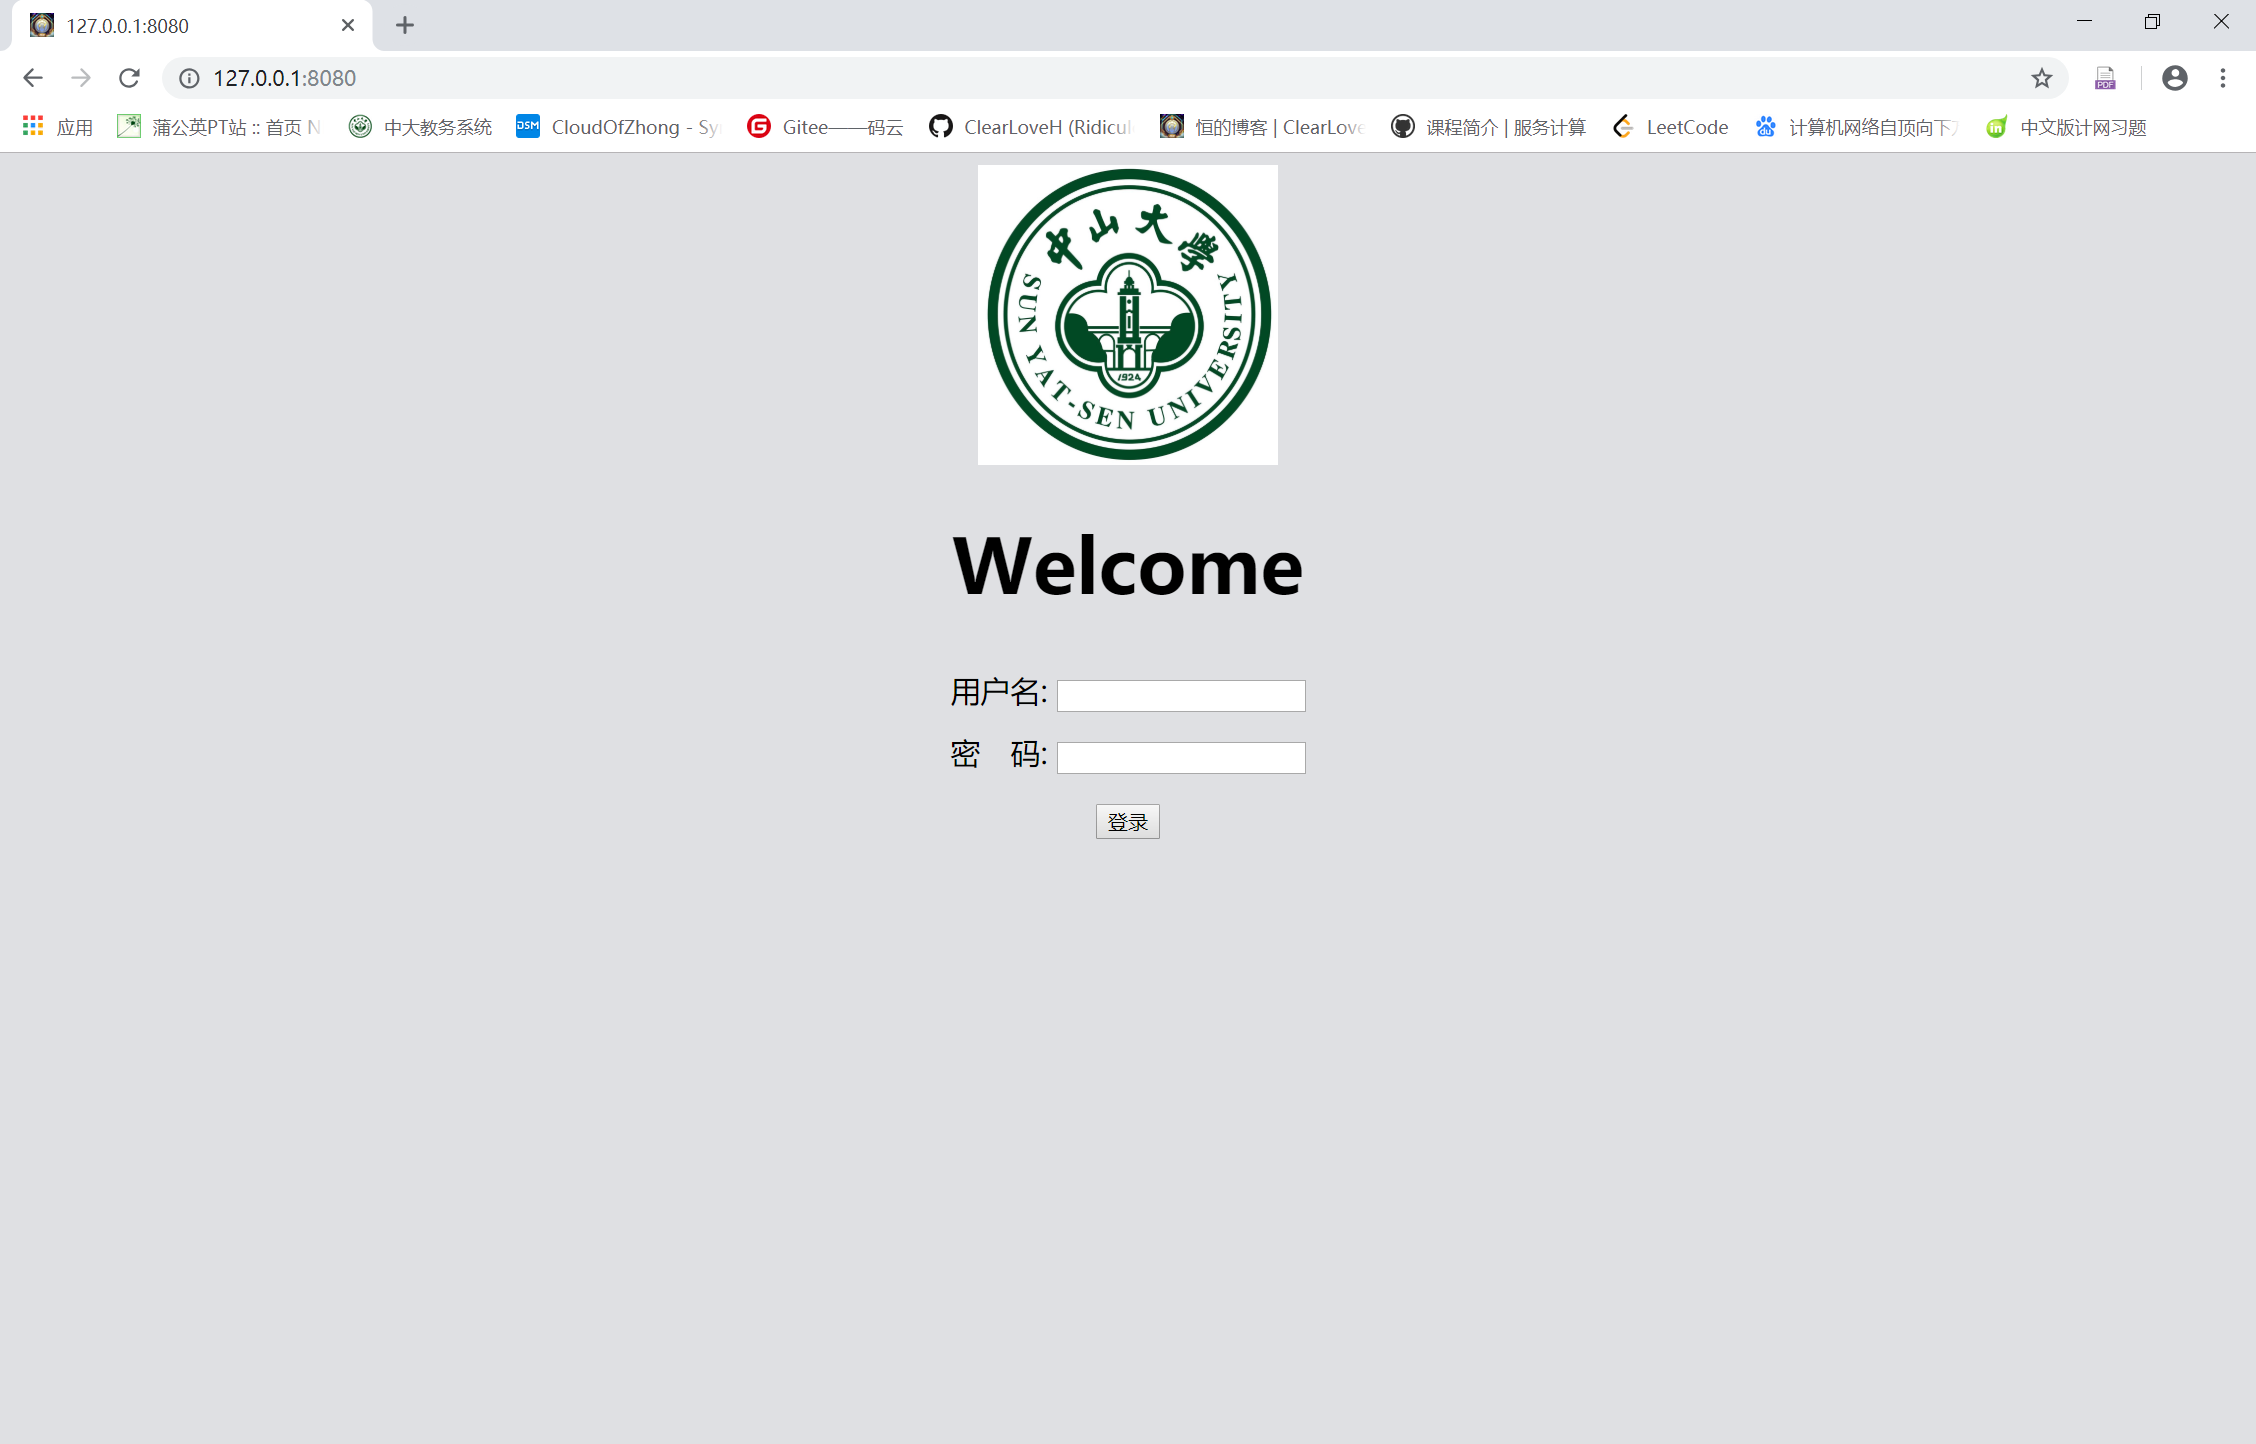 127.0.0.1:8080
127.0.0.1:8080
应用 蒲公英PT站 :: 首页 N 中大教务系统 DSM CloudOfZhong - Sy Gitee——码云 ClearLoveH (Ridicul 恒的博客 | ClearLove 课程简介 | 服务计算 LeetCode du 计算机网络自顶向下 in 中文版计网习题
PDF
中山大學
SUN YAT-SEN UNIVERSITY
1924
Welcome
用户名:
密 码:
登录